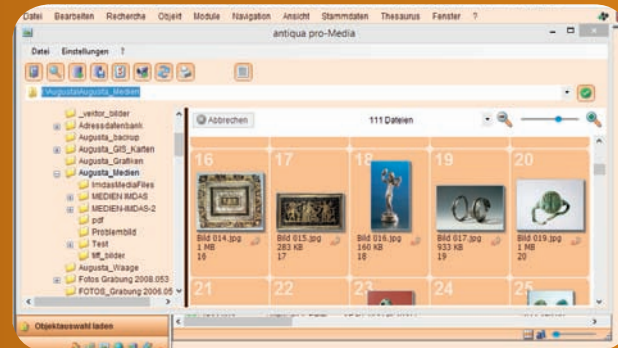 Datei Bearbeiten Recherche Objekt Module Navigation Ansicht Stammdaten Thesaurus Fenster ?
antiqua pro-Media
Datei Einstellungen ?
I:\Augusta\Augusta_Medien
_vektor_bilder
Adressdatenbank
Augusta_backup
Augusta_GIS_Karten
Augusta_Grafiken
Augusta_Medien
ImdasMediaFiles
MEDIEN IMDAS
MEDIEN-IMDAS-2
pdf
Problembild
Test
tiff_bilder
Augusta_Waage
Fotos Grabung 2008.053
FOTOS_Grabung 2006.05
Abbrechen 111 Dateien
16 17 18 19 20
Bild 014.jpg Bild 015.jpg Bild 016.jpg Bild 017.jpg Bild 019.jpg
1 MB 283 KB 160 KB 933 KB 1 MB
16 17 18 19 20
21 22 23 24 25
Objektauswahl laden